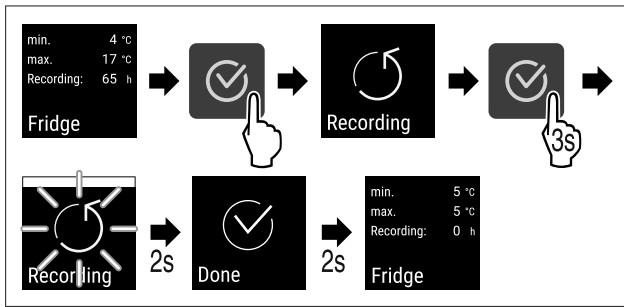 min. 4 °C
max. 17 °C
Recording: 65 h
Fridge
Recording
3s
Recording
2s
Done
2s
min. 5 °C
max. 5 °C
Recording: 0 h
Fridge